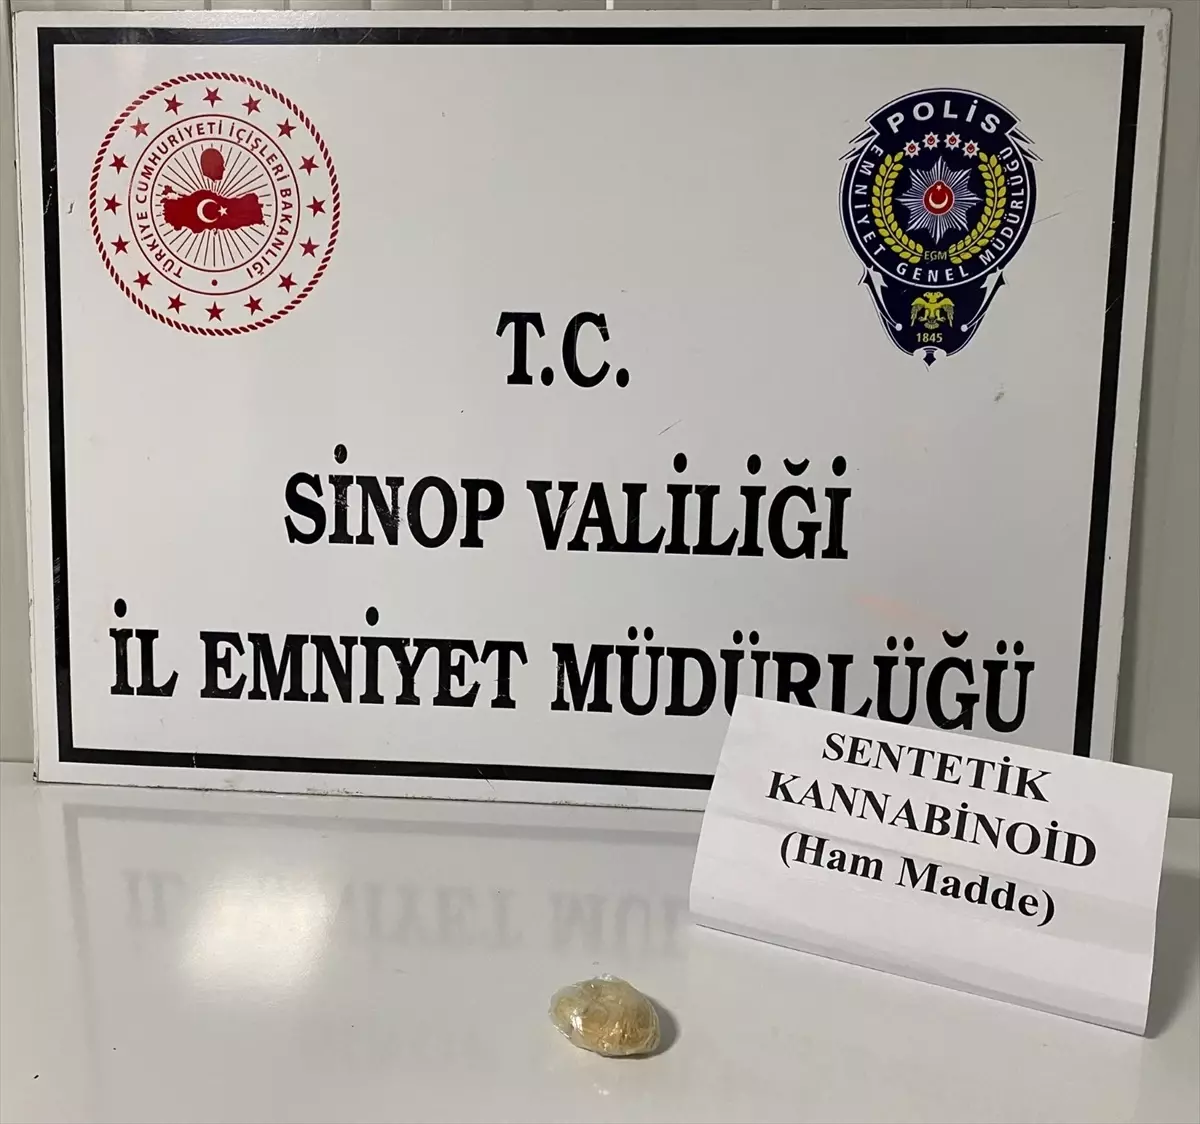 TÜRKİYE CUMHURİYETİ İÇİŞLERİ BAKANLIĞI
POLİS
EMNİYET GENEL MÜDÜRLÜĞÜ
EGM
1845
T.C.
SİNOP VALİLİĞİ
İL EMNİYET MÜDÜRLÜĞÜ
SENTETİK
KANNABİNOİD
(Ham Madde)